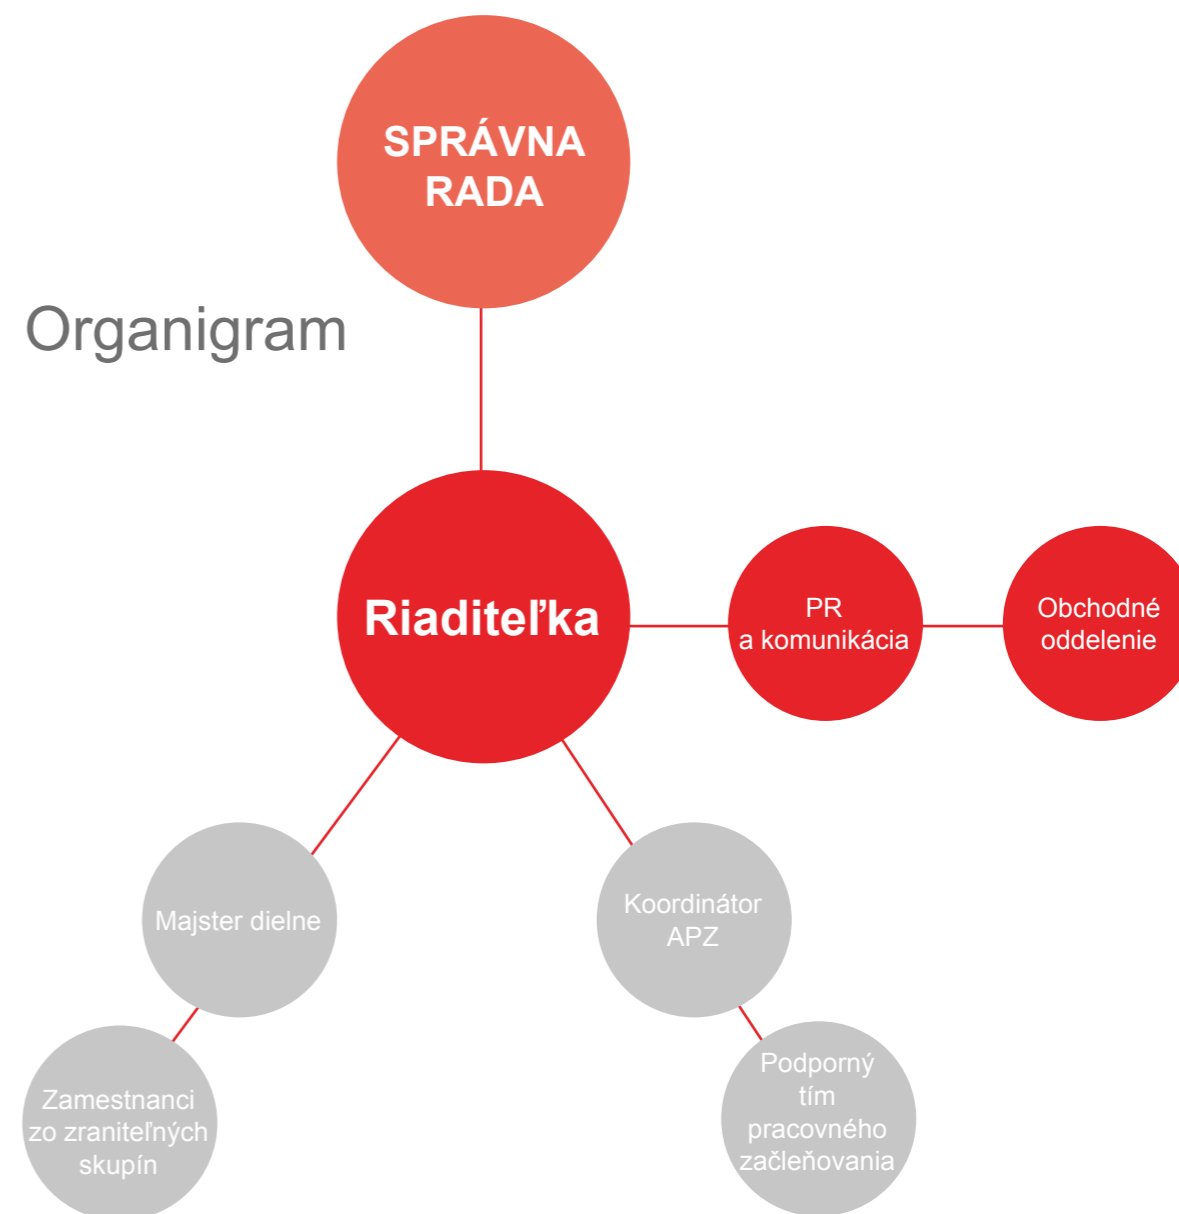 SPRÁVNA
RADA
Organigram
Riaditeľka
PR
a komunikácia
Obchodné
oddelenie
Majster dielne
Koordinátor
APZ
Zamestnanci
zo zraniteľných
skupín
Podporný
tím
pracovného
začleňovania